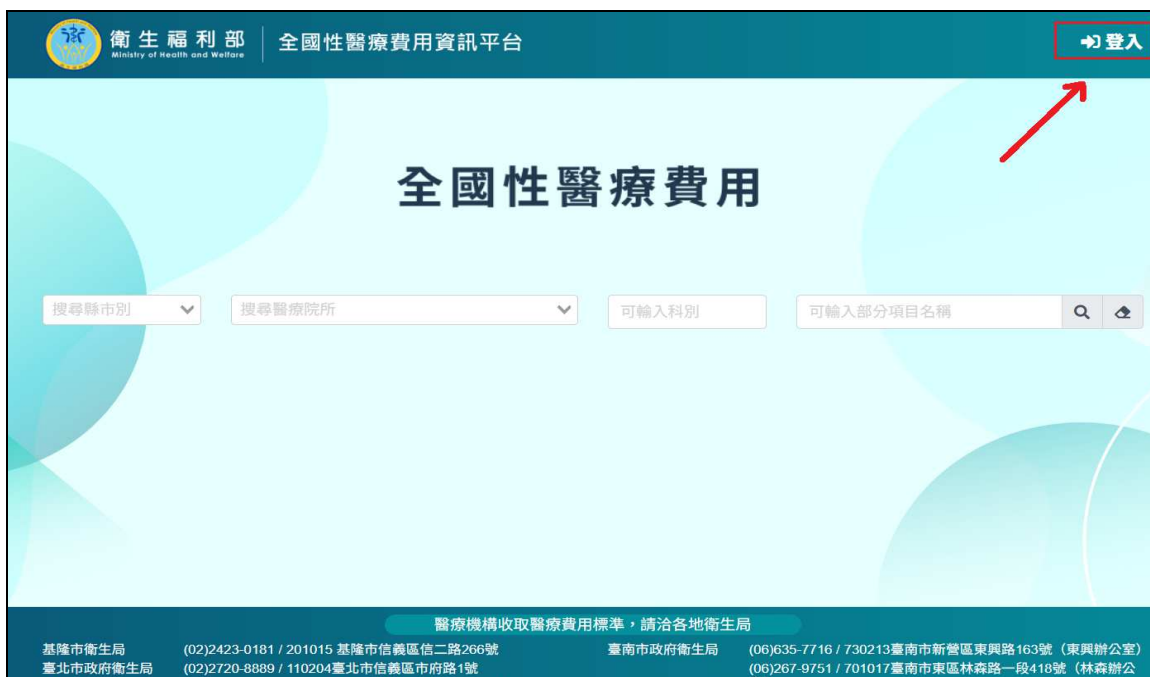 衛生福利部
Ministry of Health and Welfare
全國性醫療費用資訊平台
登入
全國性醫療費用
搜尋縣市別
搜尋醫療院所
可輸入科別
可輸入部分項目名稱
醫療機構收取醫療費用標準，請洽各地衛生局
基隆市衛生局 (02)2423-0181 / 201015 基隆市信義區信二路266號
臺北市政府衛生局 (02)2720-8889 / 110204臺北市信義區市府路1號
臺南市政府衛生局 (06)635-7716 / 730213臺南市新營區東興路163號（東興辦公室）
(06)267-9751 / 701017臺南市東區林森路一段418號（林森辦公